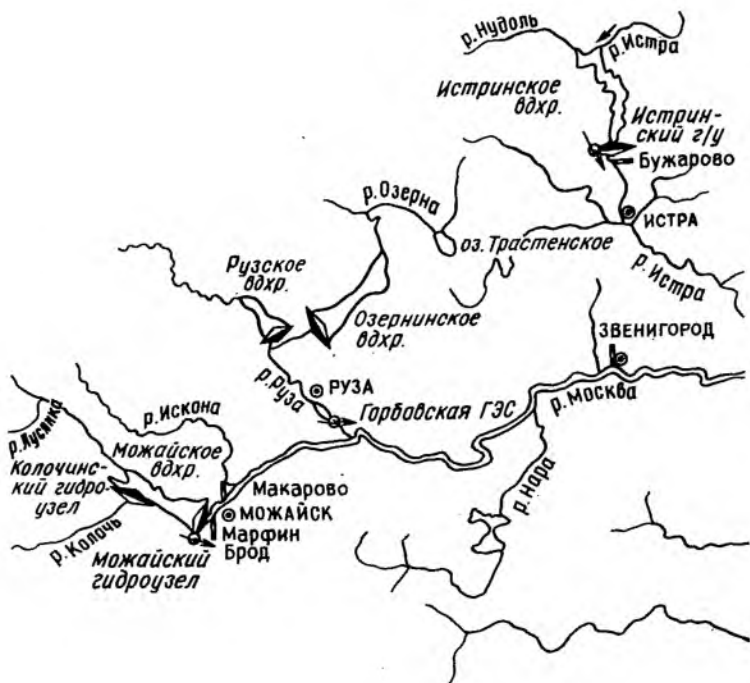 р. Нудоль
р. Истра
Истринское
вдхр.
Истрин-
ский г/у
Бужарово
р. Озерна
ИСТРА
оз. Трастенское
р. Истра
Рузское
вдхр.
Озернинское
вдхр.
ЗВЕНИГОРОД
р. Руза
РУЗА
Горбовская ГЭС
р. Москва
р. Искона
р. Лусянка
Можайское
вдхр.
Колочин-
ский гидро-
узел
Макарово
МОЖАЙСК
р. Нара
р. Колочь
Марфин
Брод
Можайский
гидроузел